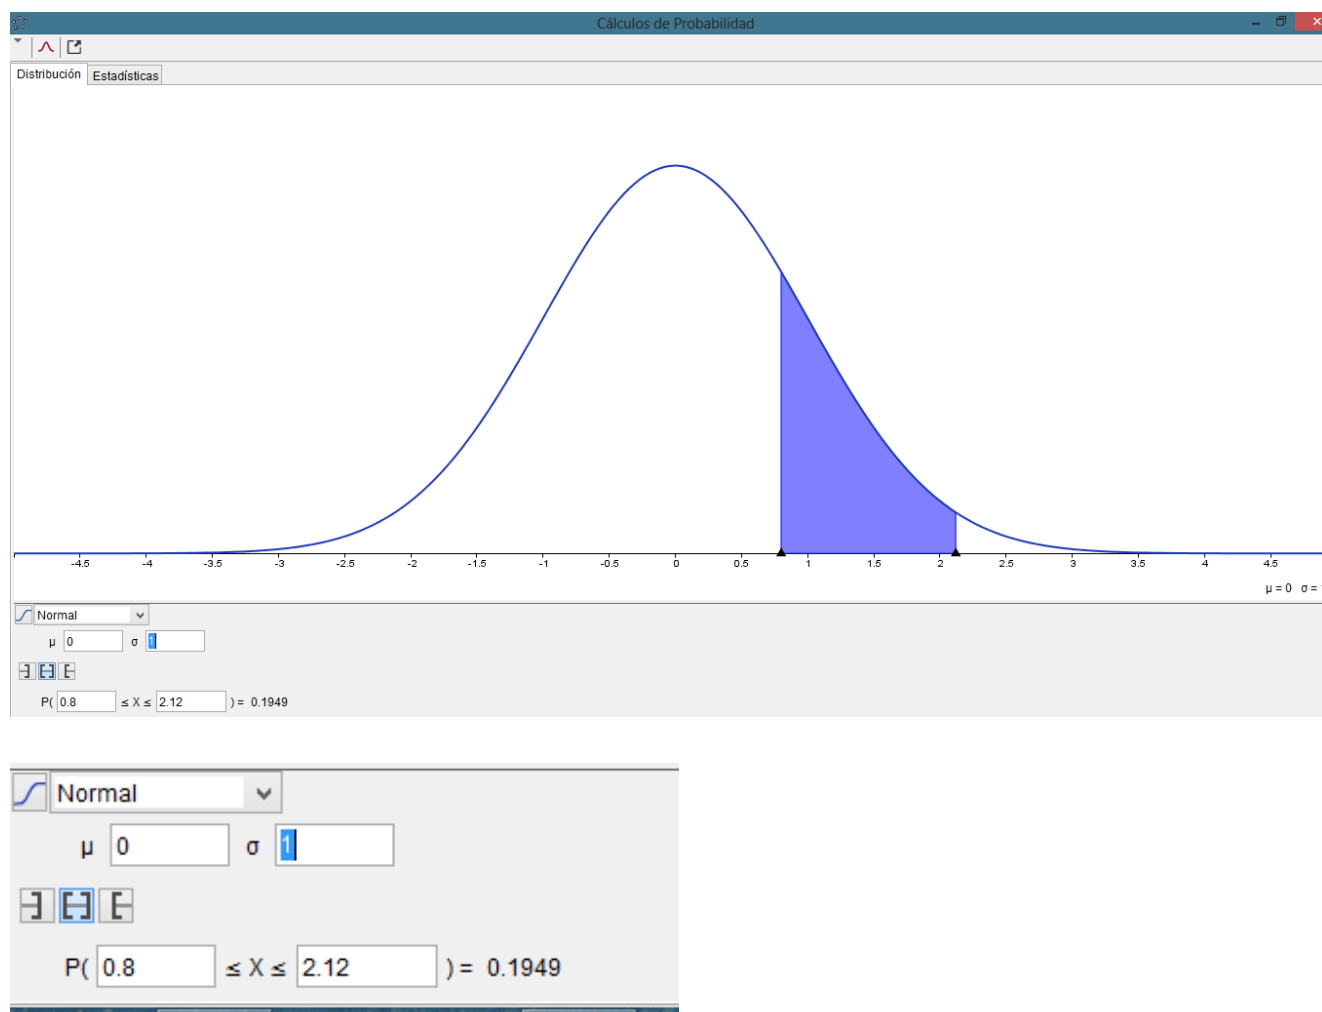 Cálculos de Probabilidad
Distribución Estadísticas
-4.5 -4 -3.5 -3 -2.5 -2 -1.5 -1 -0.5 0 0.5 1 1.5 2 2.5 3 3.5 4 4.5
μ = 0 σ =
Normal
μ 0 σ 1
P( 0.8 ≤ X ≤ 2.12 ) = 0.1949
Normal
μ 0 σ 1
P( 0.8 ≤ X ≤ 2.12 ) = 0.1949